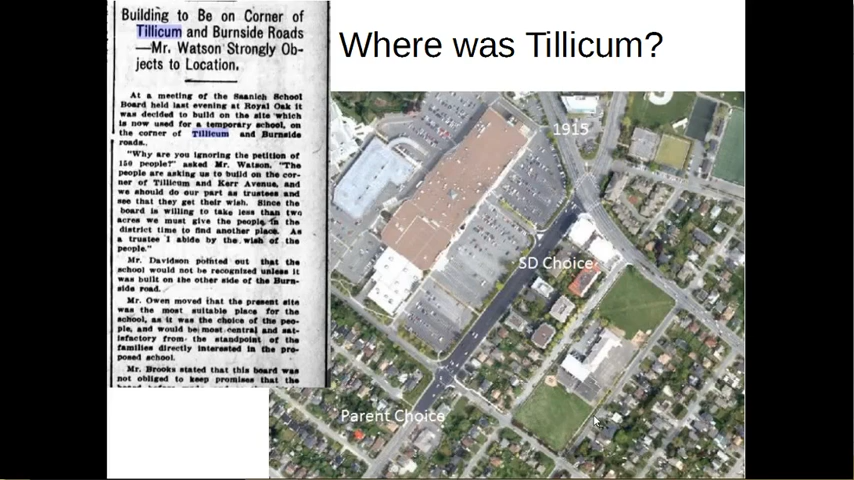 Building to Be on Corner of
Tillicum and Burnside Roads
—Mr. Watson Strongly Ob-
jects to Location.
At a meeting of the Saanich School
Board held last evening at Royal Oak it
was decided to build on the site which
is now used for a temporary school, on
the corner of Tillicum and Burnside
roads.
"Why are you ignoring the petition of
150 people?" asked Mr. Watson. "The
people are asking us to build on the cor-
ner of Tillicum and Kerr Avenue, and
we should do our part as trustees and
see that they get their wish. Since the
board is willing to take less than two
acres we must give the people in the
district time to find another place. As
a trustee I abide by the wish of the
people."
Mr. Davidson pointed out that the
school would not be recognised unless it
was built on the other side of the Burn-
side road.
Mr. Owen moved that the present site
was the most suitable place for the
school, as it was the choice of the peo-
ple, and would be most central and sat-
isfactory from the standpoint of the
families directly interested in the pro-
posed school.
Mr. Brooks stated that this board was
not obliged to keep promises that the
Where was Tillicum?
1915
SD Choice
Parent Choice